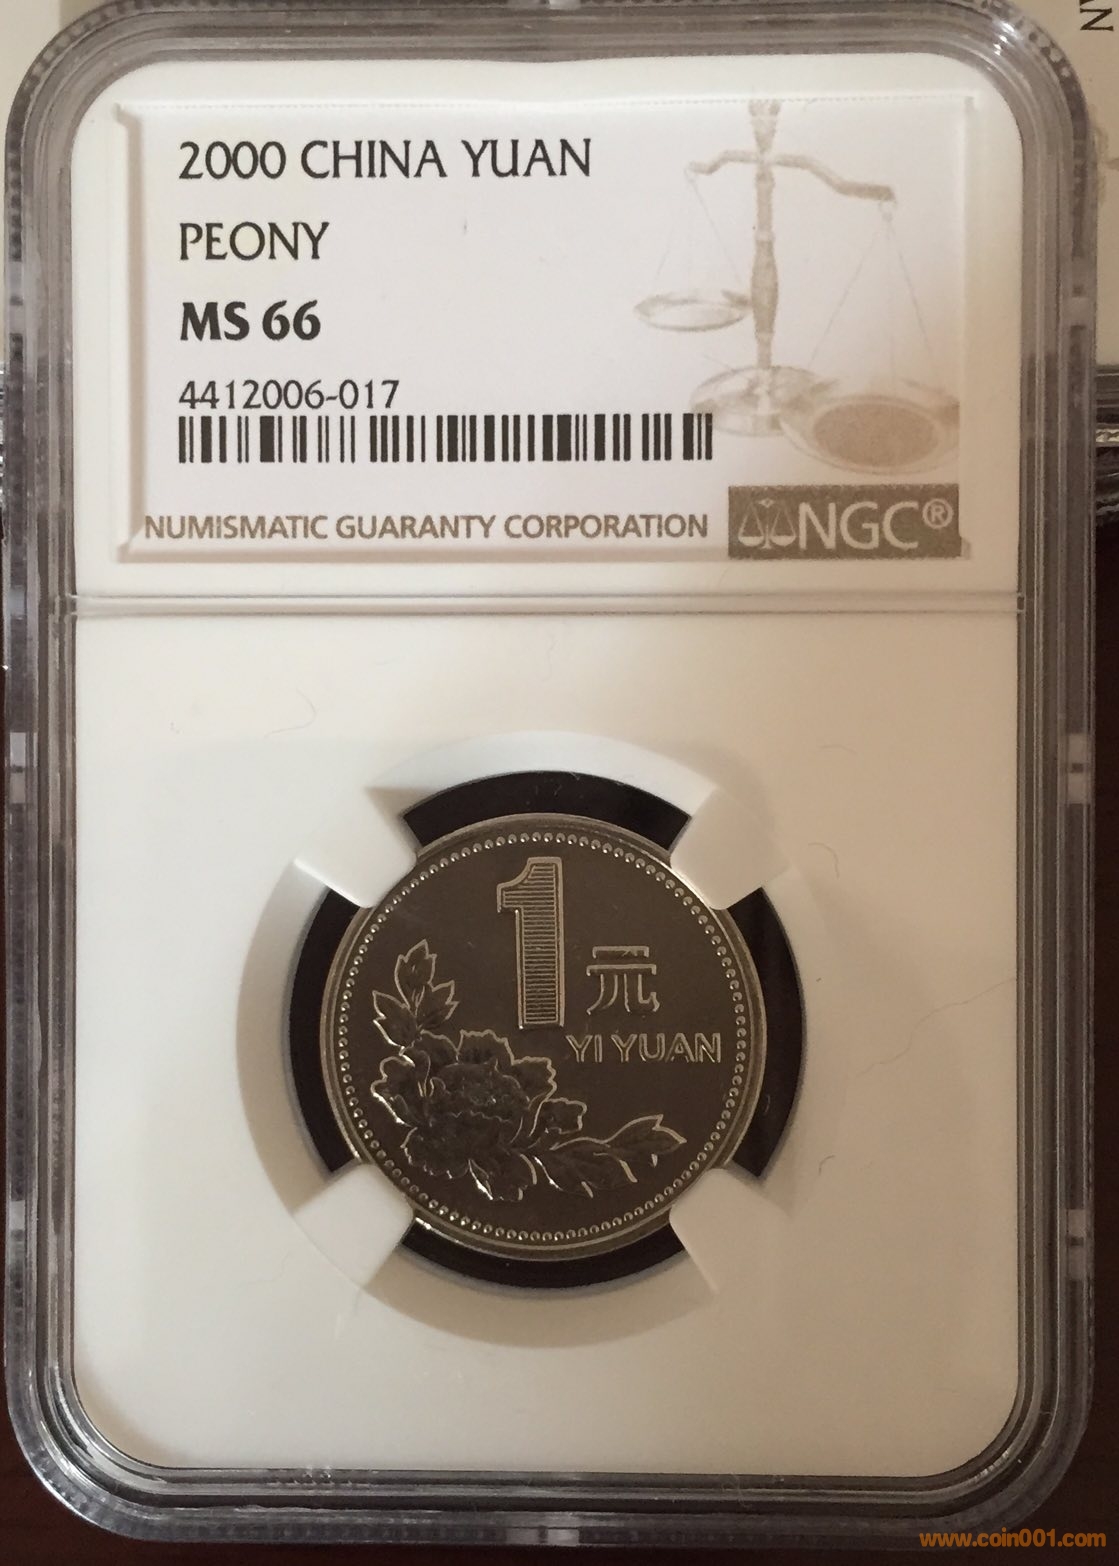 2000 CHINA YUAN
PEONY
MS 66
4412006-017
NUMISMATIC GUARANTY CORPORATION
NGC®
1
元
YI YUAN
AN
www.coin001.com